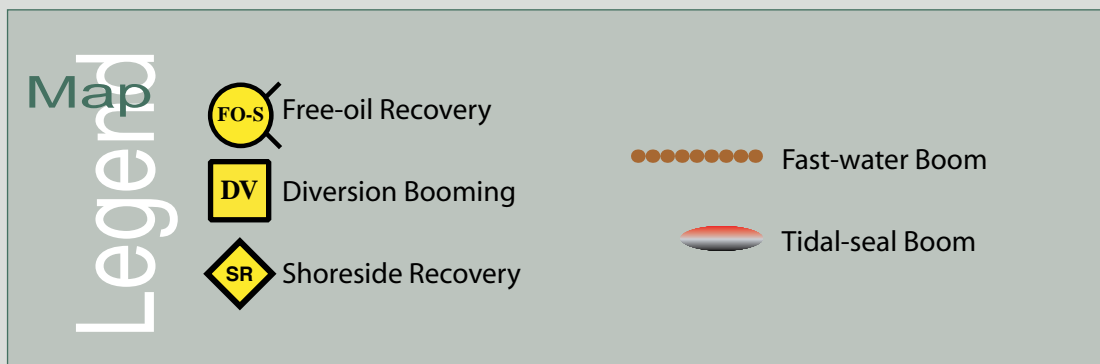 Map
Legend
FO-S Free-oil Recovery
DV Diversion Booming
SR Shoreside Recovery
Fast-water Boom
Tidal-seal Boom